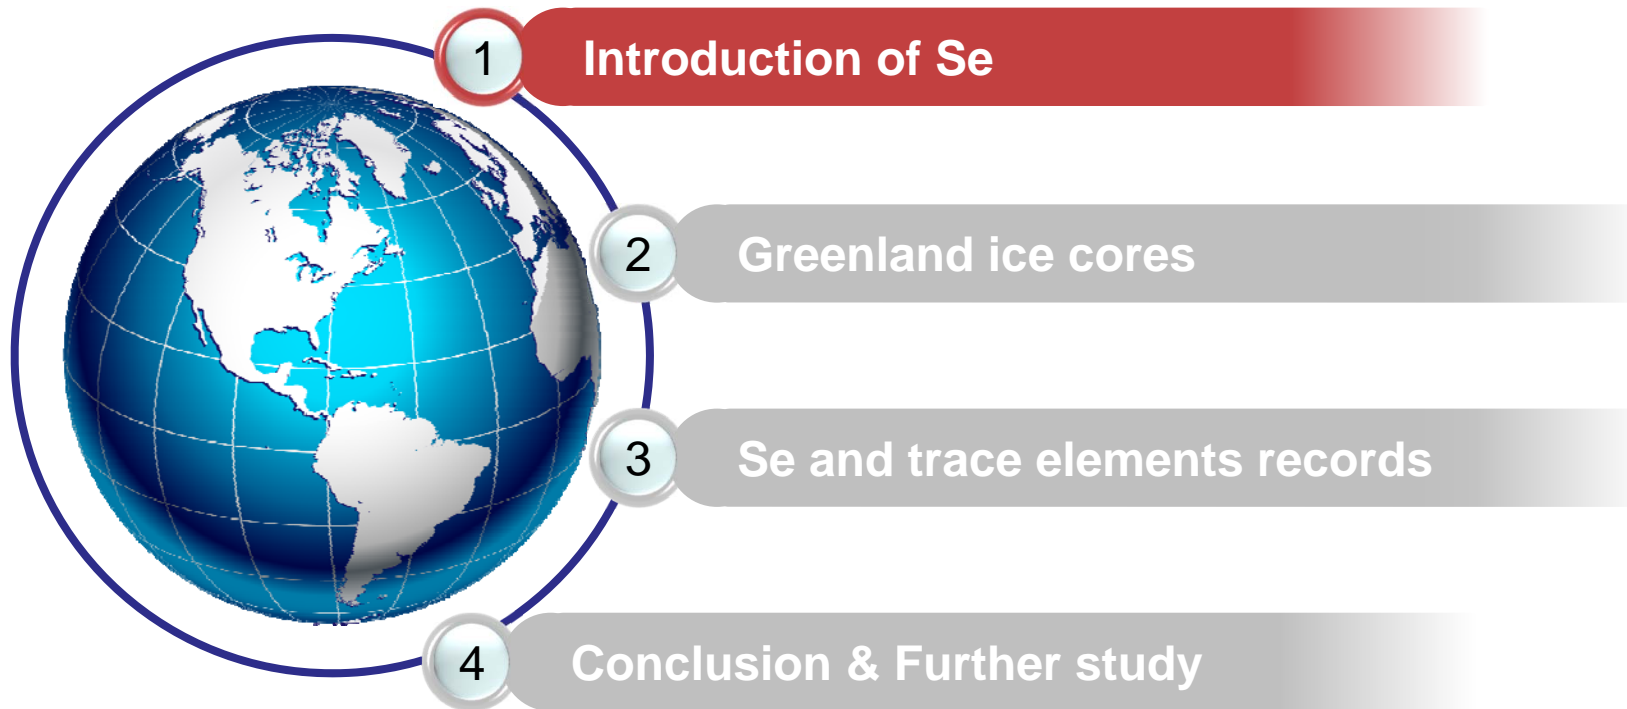 1 Introduction of Se
2 Greenland ice cores
3 Se and trace elements records
4 Conclusion & Further study